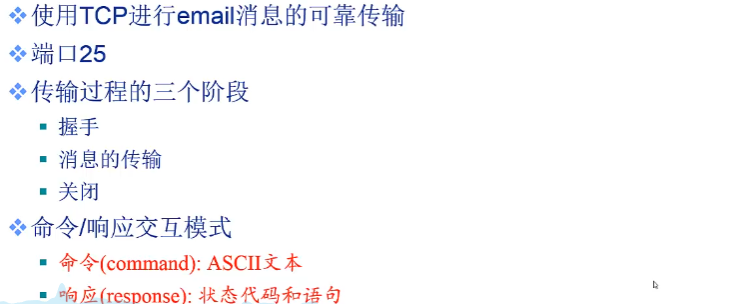 使用TCP进行email消息的可靠传输
端口25
传输过程的三个阶段
握手
消息的传输
关闭
命令/响应交互模式
命令(command): ASCII文本
响应(response): 状态代码和语句